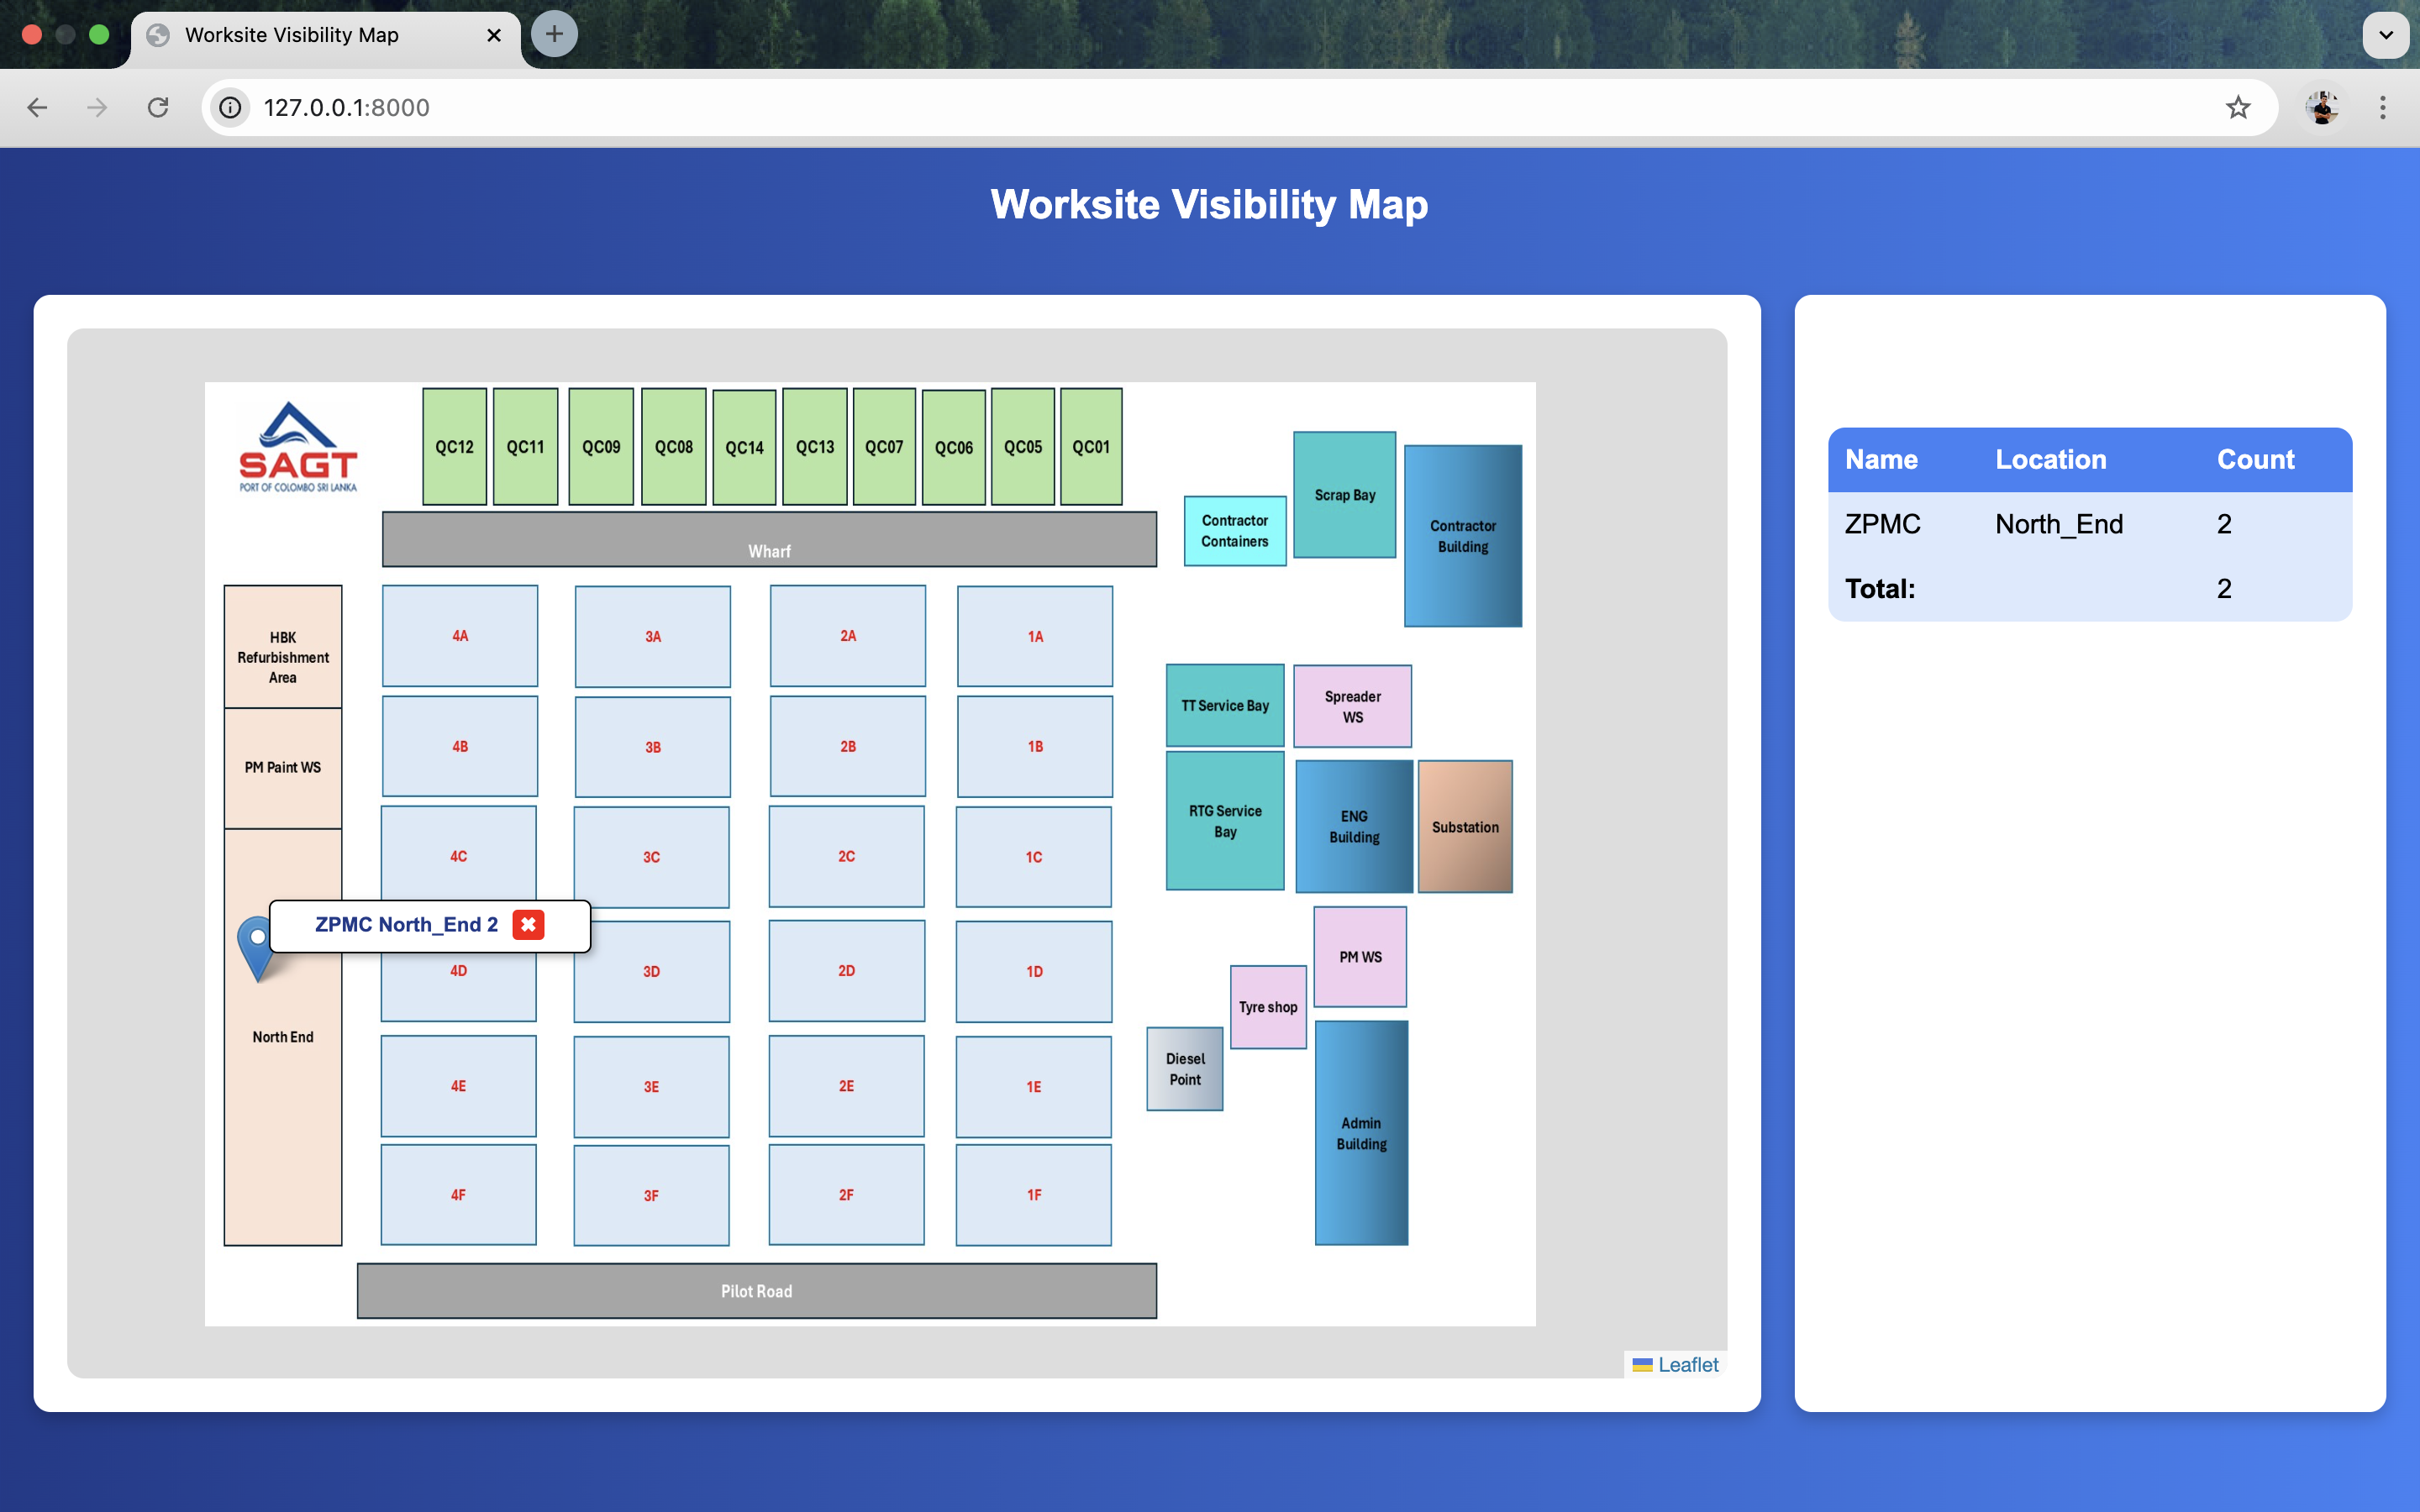 Worksite Visibility Map
127.0.0.1:8000
Worksite Visibility Map
SAGT
PORT OF COLOMBO SRI LANKA
QC12
QC11
QC09
QC08
QC14
QC13
QC07
QC06
QC05
QC01
Wharf
Contractor
Containers
Scrap Bay
Contractor
Building
HBK
Refurbishment
Area
PM Paint WS
North End
4A
3A
2A
1A
4B
3B
2B
1B
4C
3C
2C
1C
ZPMC North_End 2
4D
3D
2D
1D
4E
3E
2E
1E
4F
3F
2F
1F
TT Service Bay
Spreader
WS
RTG Service
Bay
ENG
Building
Substation
PM WS
Tyre shop
Diesel
Point
Admin
Building
Pilot Road
Leaflet
Name Location Count
ZPMC North_End 2
Total: 2